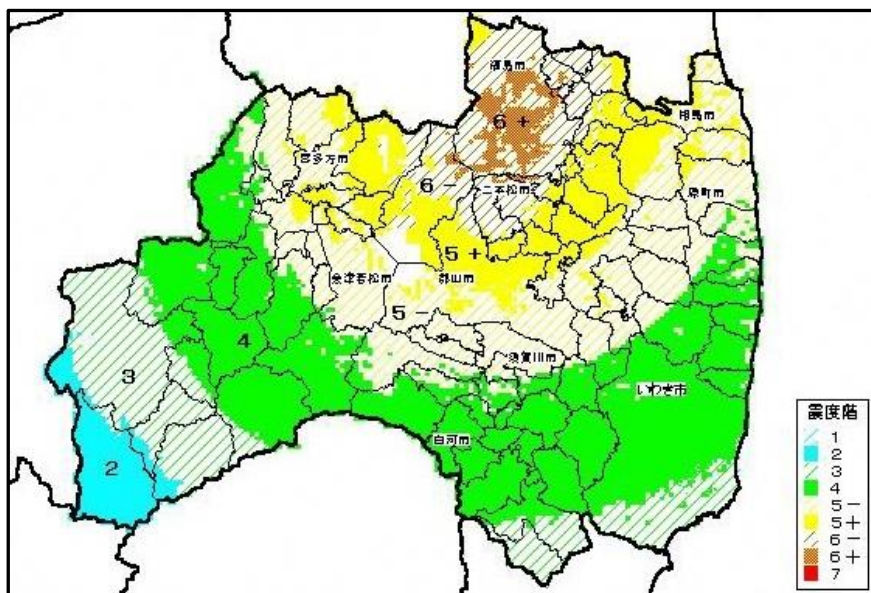 福島市
6+
相馬市
喜多方市
6-
二本松市
原町市
5+
会津若松市
郡山市
5-
4
須賀川市
3
いわき市
白河市
2
震度階
1
2
3
4
5-
5+
6-
6+
7